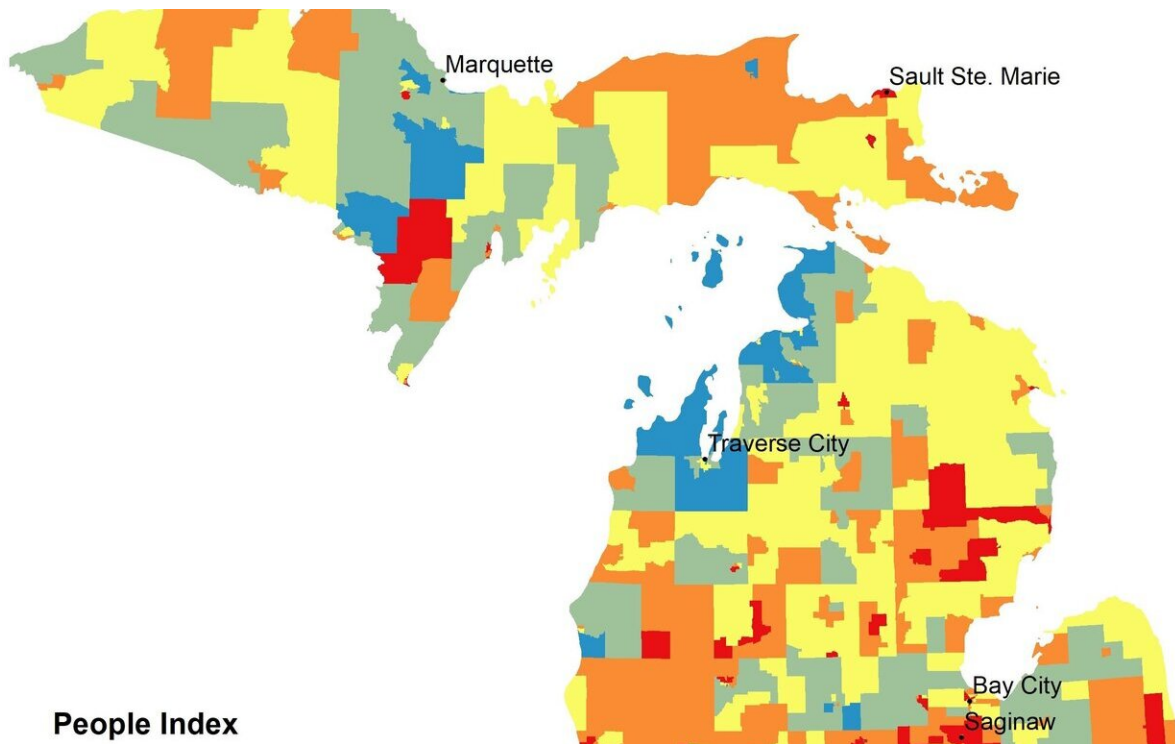 Marquette
Sault Ste. Marie
Traverse City
Bay City
Saginaw
People Index